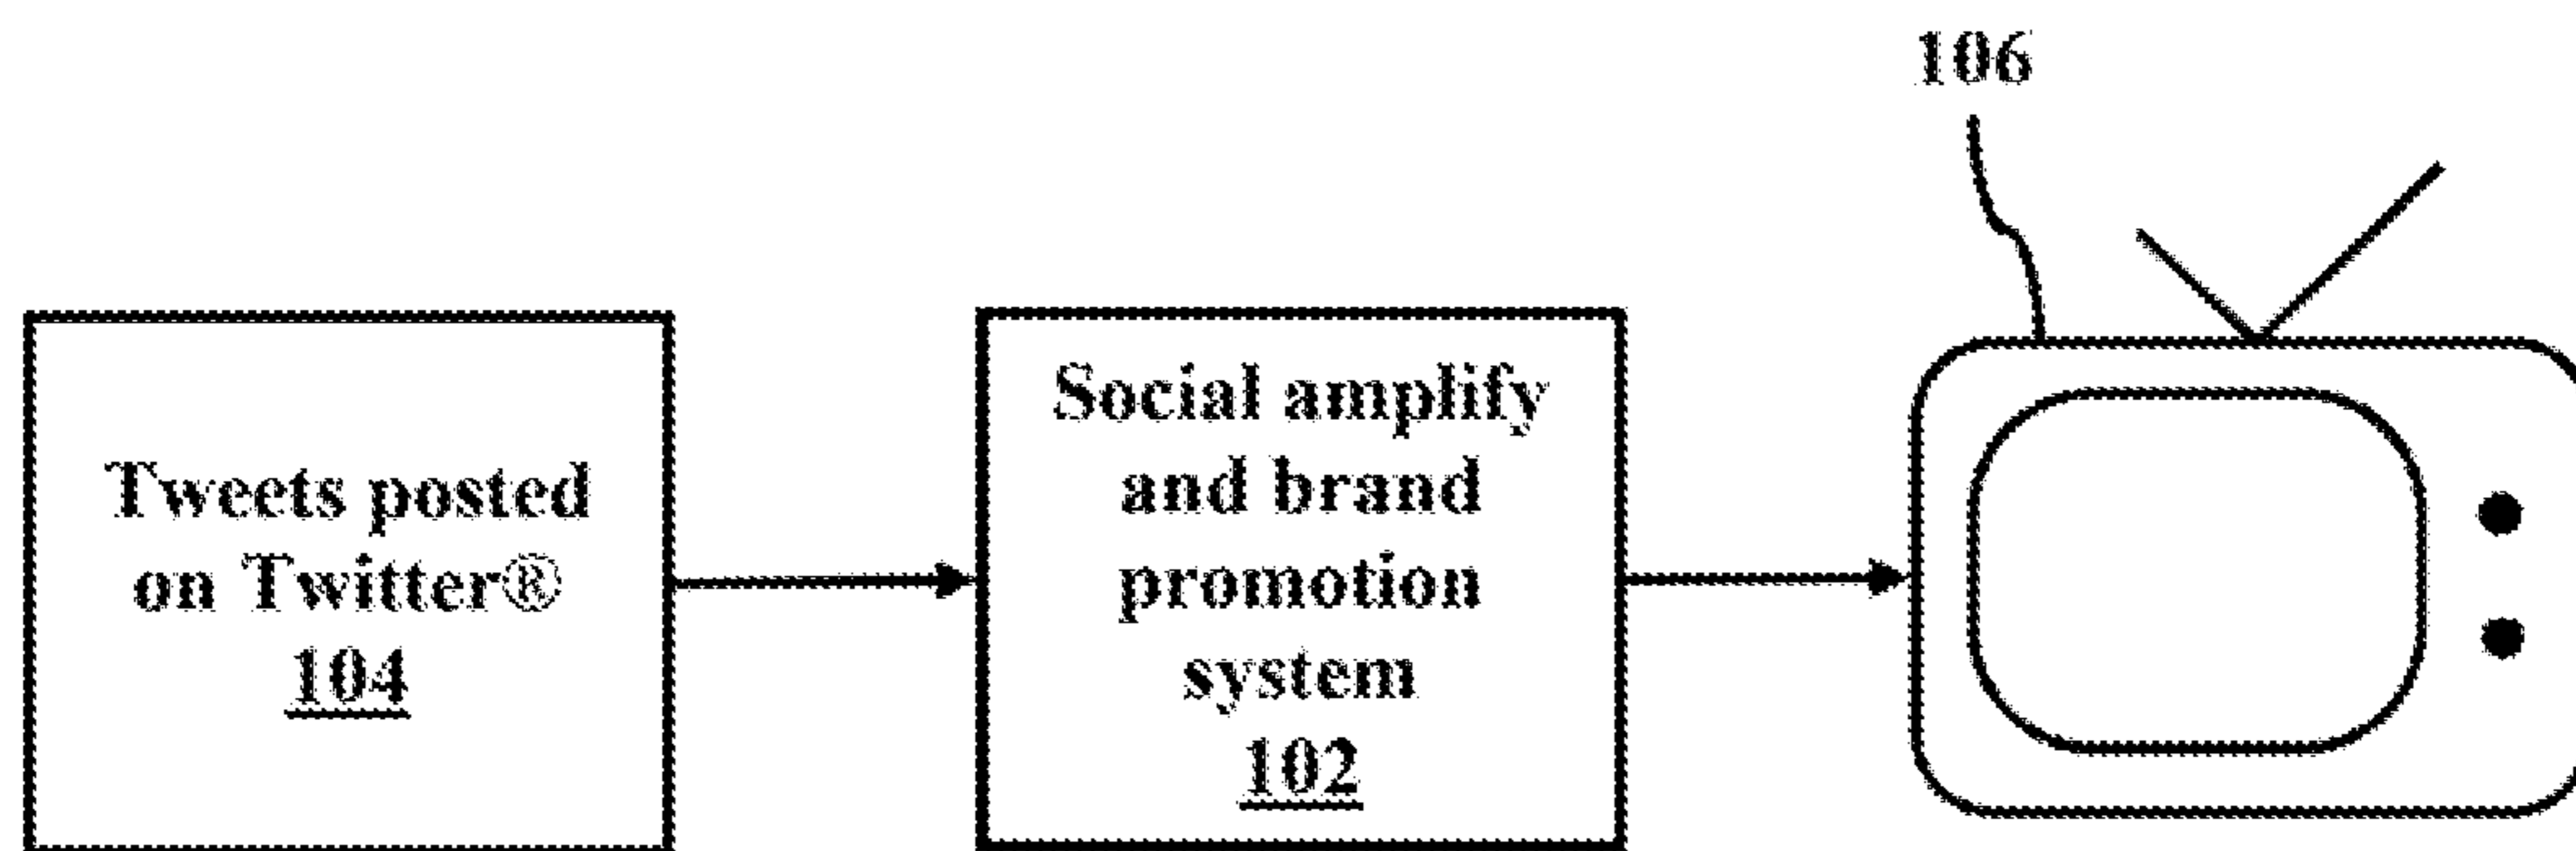 106
Tweets posted
on Twitter®
104
Social amplify
and brand
promotion
system
102